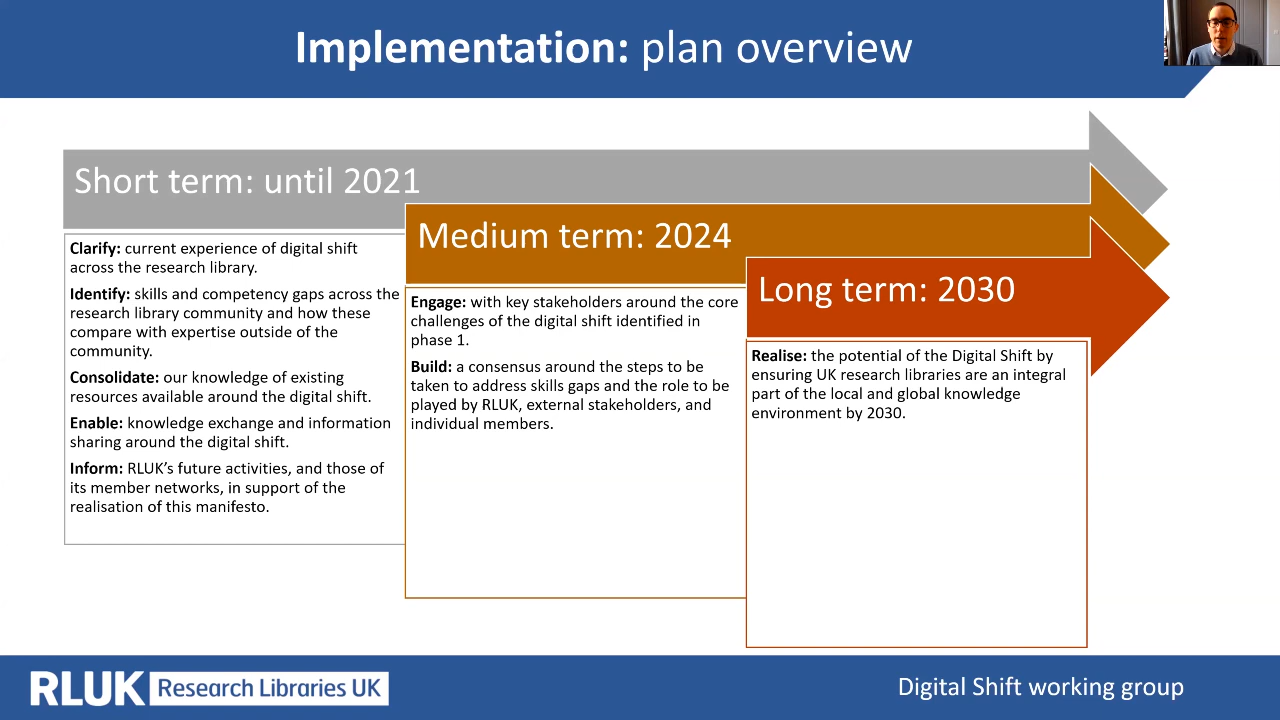 Implementation: plan overview
Short term: until 2021
Clarify: current experience of digital shift
across the research library.
Identify: skills and competency gaps across the
research library community and how these
compare with expertise outside of the
community.
Consolidate: our knowledge of existing
resources available around the digital shift.
Enable: knowledge exchange and information
sharing around the digital shift.
Inform: RLUK’s future activities, and those of
its member networks, in support of the
realisation of this manifesto.
Medium term: 2024
Engage: with key stakeholders around the core
challenges of the digital shift identified in
phase 1.
Build: a consensus around the steps to be
taken to address skills gaps and the role to be
played by RLUK, external stakeholders, and
individual members.
Long term: 2030
Realise: the potential of the Digital Shift by
ensuring UK research libraries are an integral
part of the local and global knowledge
environment by 2030.
RLUK Research Libraries UK
Digital Shift working group